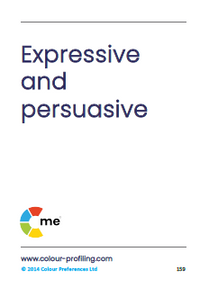 Expressive
and
persuasive
me
www.colour-profiling.com
© 2014 Colour Preferences Ltd 159